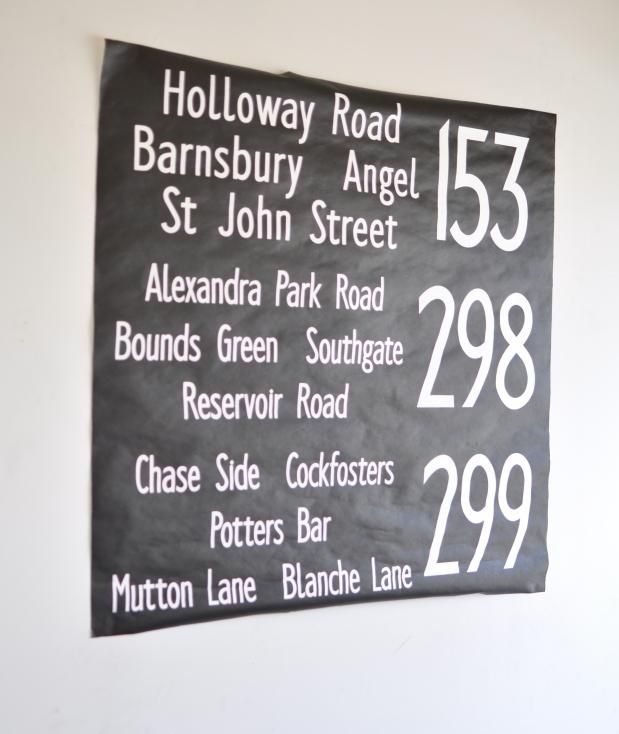 Holloway Road
Barnsbury Angel
St John Street
153
Alexandra Park Road
Bounds Green Southgate
Reservoir Road
298
Chase Side Cockfosters
Potters Bar
Mutton Lane Blanche Lane
299